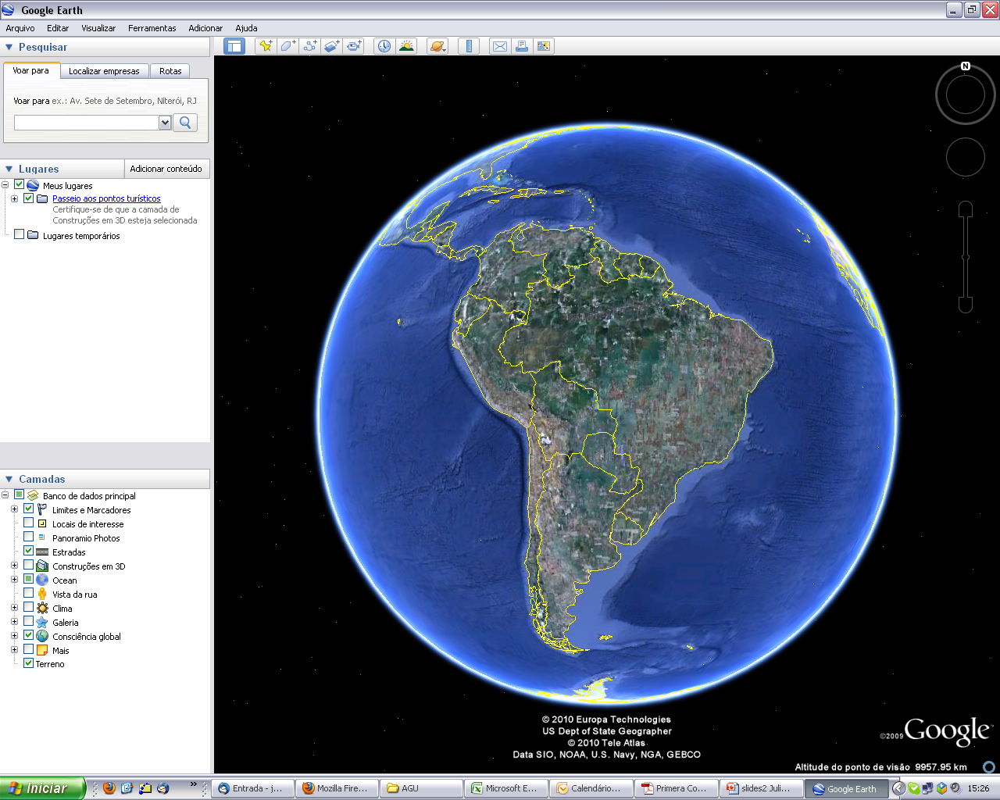 Google Earth
Arquivo Editar Visualizar Ferramentas Adicionar Ajuda
Pesquisar
Voar para Localizar empresas Rotas
Voar para ex.: Av. Sete de Setembro, Niterói, RJ
Lugares Adicionar conteúdo
Meus lugares
Passeio aos pontos turísticos
Certifique-se de que a camada de
Construções em 3D esteja selecionada
Lugares temporários
Camadas
Banco de dados principal
Limites e Marcadores
Locais de interesse
Panoramio Photos
Estradas
Construções em 3D
Ocean
Vista da rua
Clima
Galeria
Consciência global
Mais
Terreno
N
© 2010 Europa Technologies
US Dept of State Geographer
© 2010 Tele Atlas
Data SIO, NOAA, U.S. Navy, NGA, GEBCO
©2009 Google™
Altitude do ponto de visão 9957.95 km
Iniciar » Entrada - j... Mozilla Fire... AGU Microsoft E... Calendário... Primera Co... slides2 Juli... Google Earth 15:26